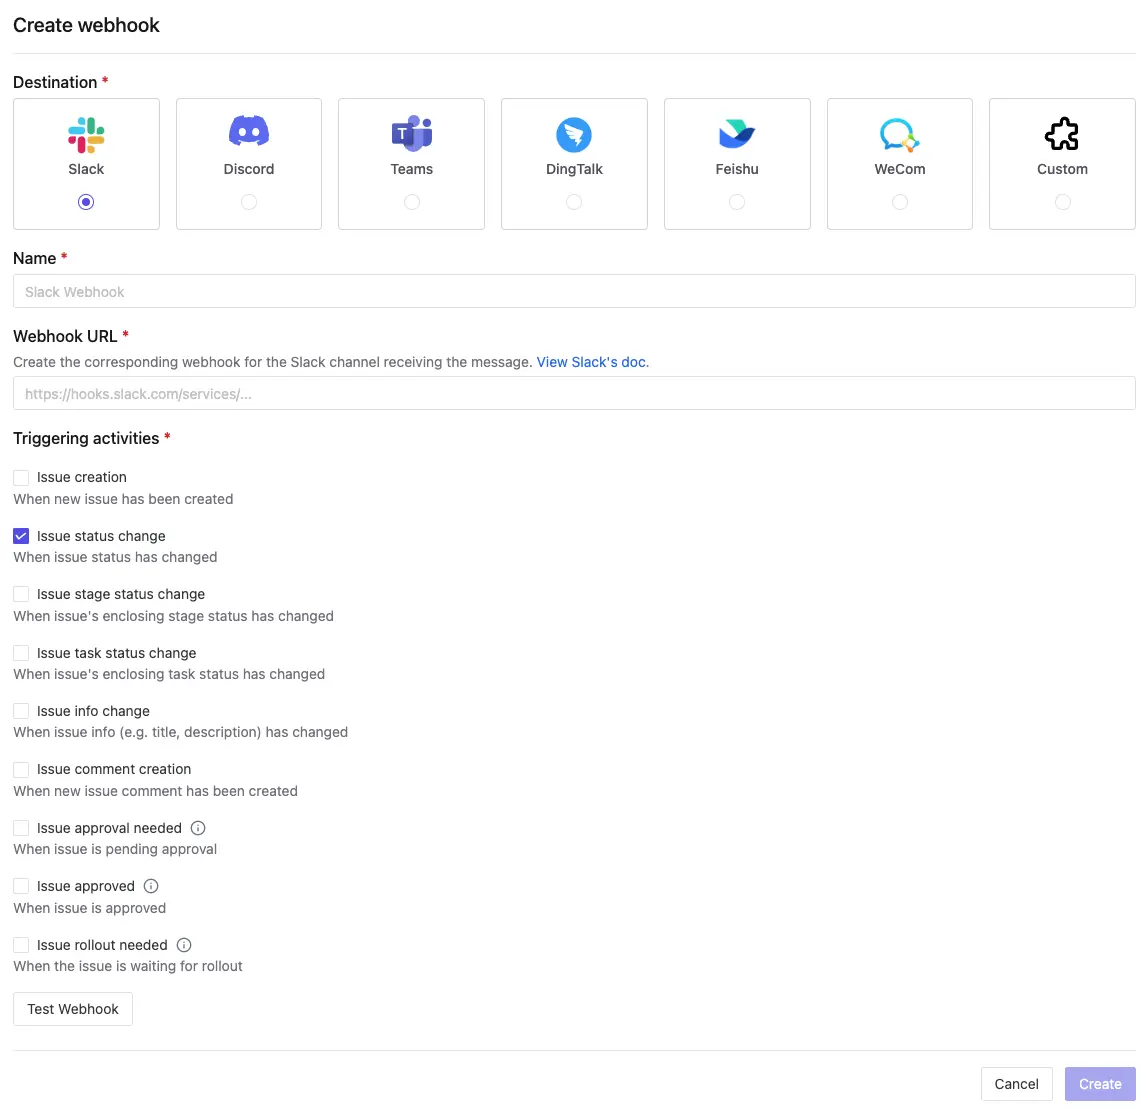 Create webhook
Destination *
Slack
Discord
T
Teams
DingTalk
Feishu
WeCom
Custom
Name *
Slack Webhook
Webhook URL *
Create the corresponding webhook for the Slack channel receiving the message. View Slack's doc.
https://hooks.slack.com/services/...
Triggering activities *
Issue creation
When new issue has been created
Issue status change
When issue status has changed
Issue stage status change
When issue's enclosing stage status has changed
Issue task status change
When issue's enclosing task status has changed
Issue info change
When issue info (e.g. title, description) has changed
Issue comment creation
When new issue comment has been created
Issue approval needed
When issue is pending approval
Issue approved
When issue is approved
Issue rollout needed
When the issue is waiting for rollout
Test Webhook
Cancel
Create